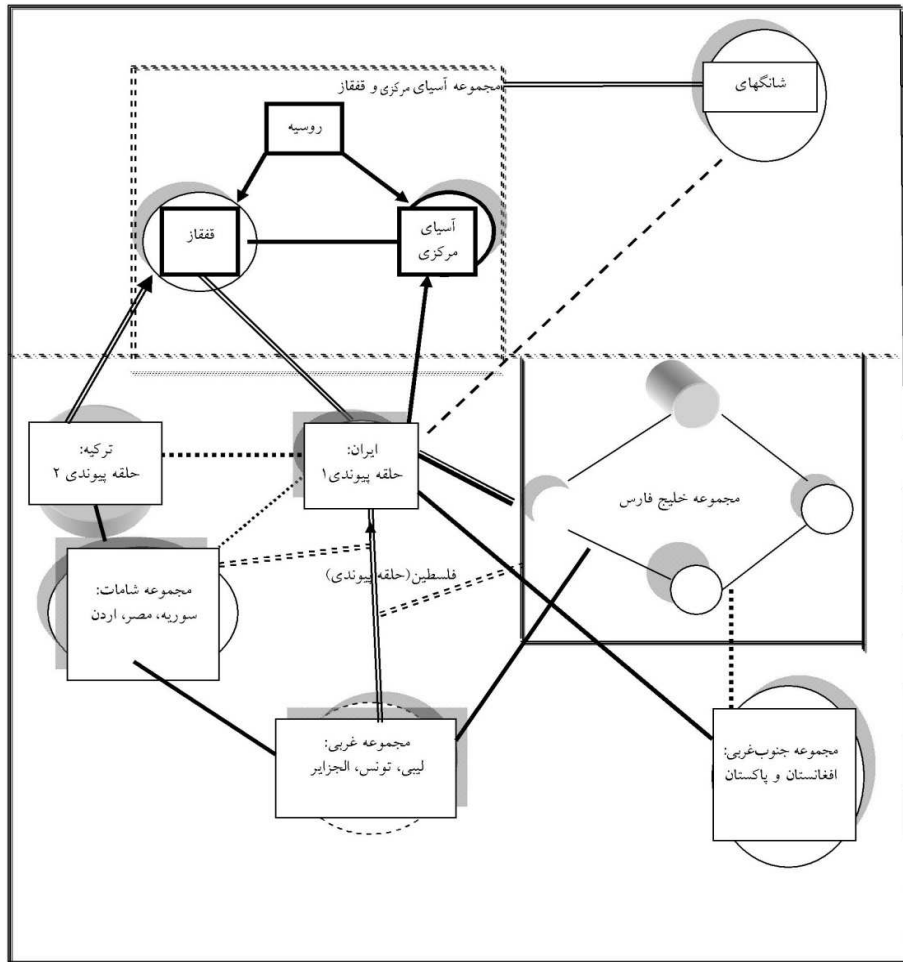 شانگهای
مجموعه آسیای مرکزی و قفقاز
روسیه
آسیای
مرکزی
قفقاز
ایران:
حلقه پیوندی۱
ترکیه:
حلقه پیوندی ۲
مجموعه خلیج فارس
فلسطین(حلقه پیوندی)
مجموعه شامات:
سوریه، مصر، اردن
مجموعه جنوب‌غربی:
افغانستان و پاکستان
مجموعه غربی:
لیبی، تونس، الجزایر